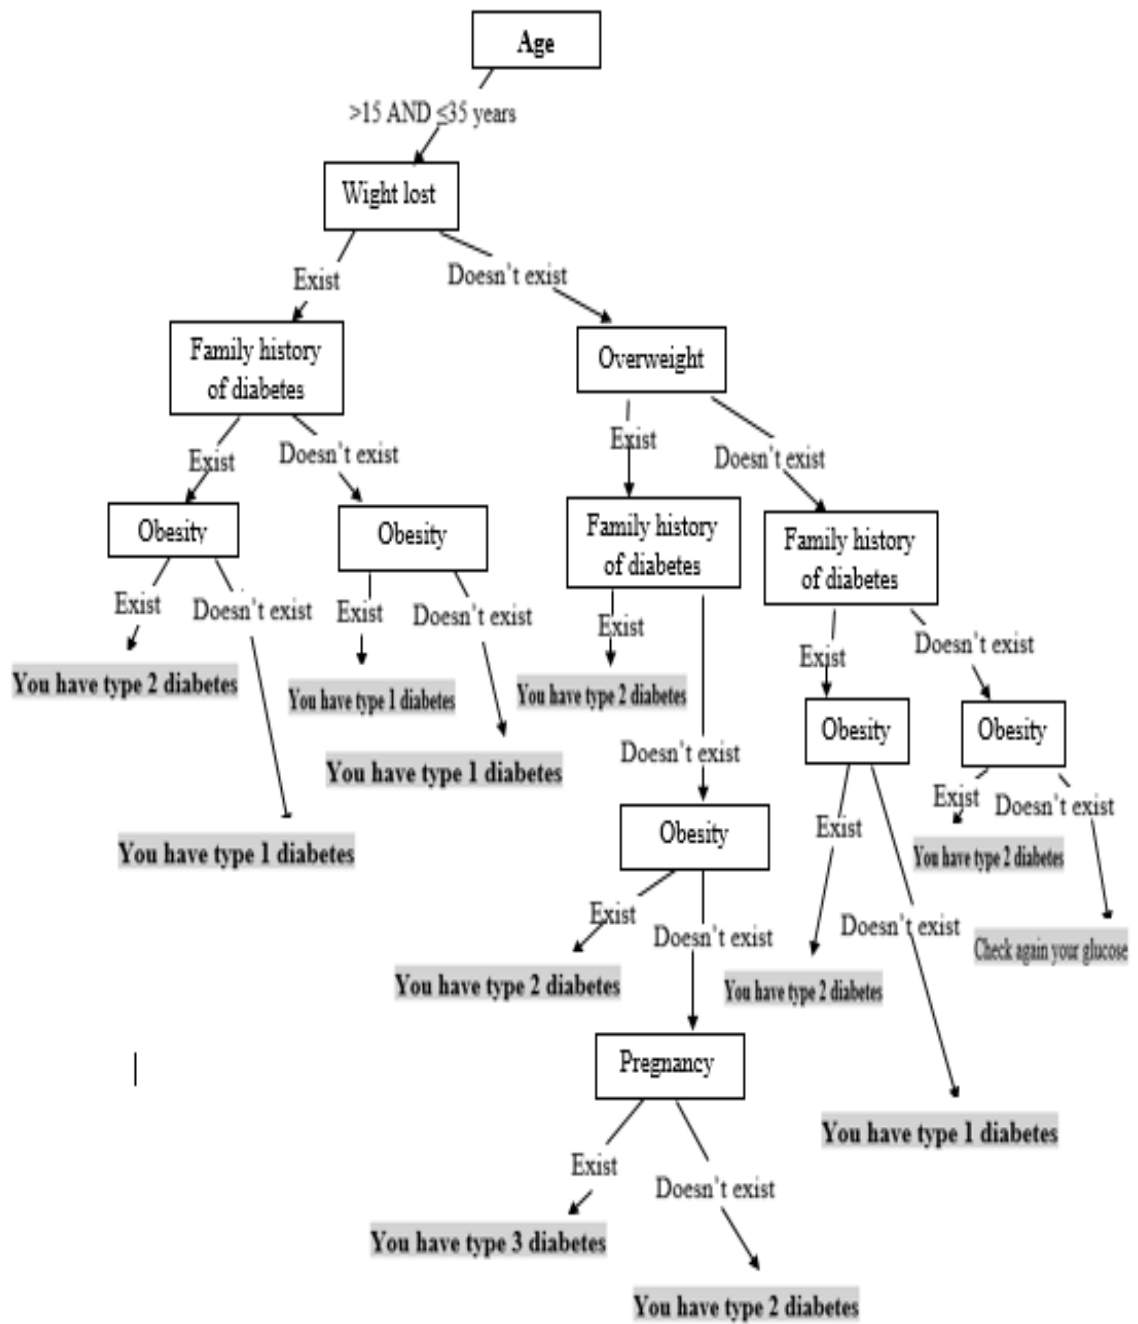 Age
>15 AND ≤35 years
Wight lost
Exist
Doesn't exist
Family history
of diabetes
Overweight
Exist
Doesn't exist
Exist
Doesn't exist
Obesity
Obesity
Family history
of diabetes
Family history
of diabetes
Exist
Doesn't exist
Exist
Doesn't exist
Exist
Doesn't exist
Exist
Doesn't exist
You have type 2 diabetes
You have type 1 diabetes
You have type 2 diabetes
You have type 1 diabetes
You have type 1 diabetes
Obesity
Obesity
Obesity
Exist
Doesn't exist
Exist
Doesn't exist
Exist
Doesn't exist
You have type 2 diabetes
Check again your glucose
You have type 2 diabetes
You have type 2 diabetes
Pregnancy
You have type 1 diabetes
Exist
Doesn't exist
You have type 3 diabetes
You have type 2 diabetes